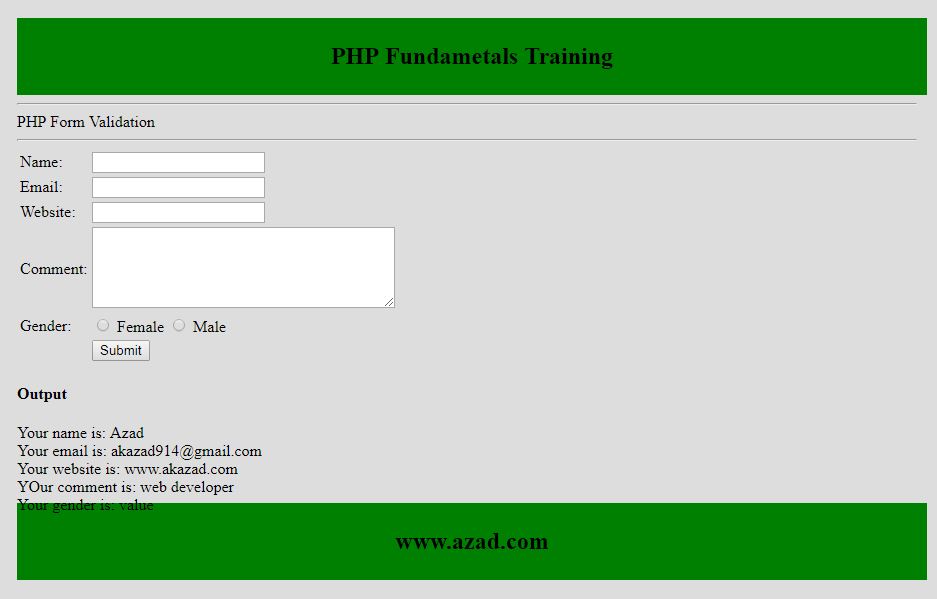 PHP Fundametals Training
PHP Form Validation
Name:
Email:
Website:
Comment:
Gender: Female Male
Submit
Output
Your name is: Azad
Your email is: akazad914@gmail.com
Your website is: www.akazad.com
YOur comment is: web developer
Your gender is: value
www.azad.com